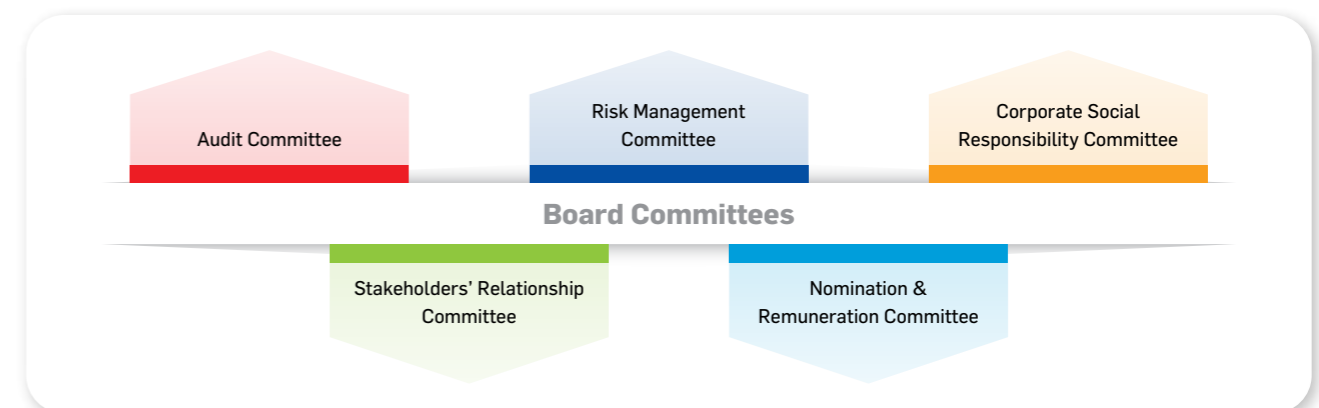 Audit Committee
Risk Management
Committee
Corporate Social
Responsibility Committee
Board Committees
Stakeholders’ Relationship
Committee
Nomination &
Remuneration Committee